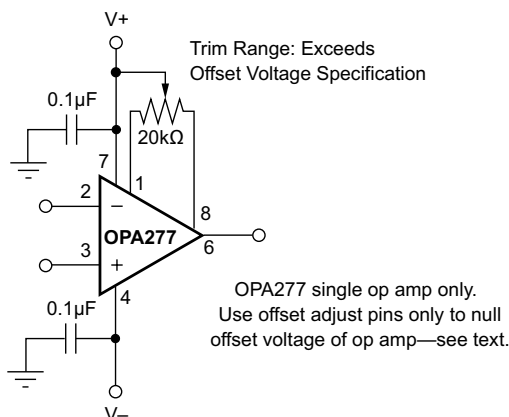 V+
Trim Range: Exceeds
Offset Voltage Specification
0.1µF
20kΩ
7
1
2
8
–
OPA277
6
3
+
4
OPA277 single op amp only.
Use offset adjust pins only to null
offset voltage of op amp—see text.
0.1µF
V–